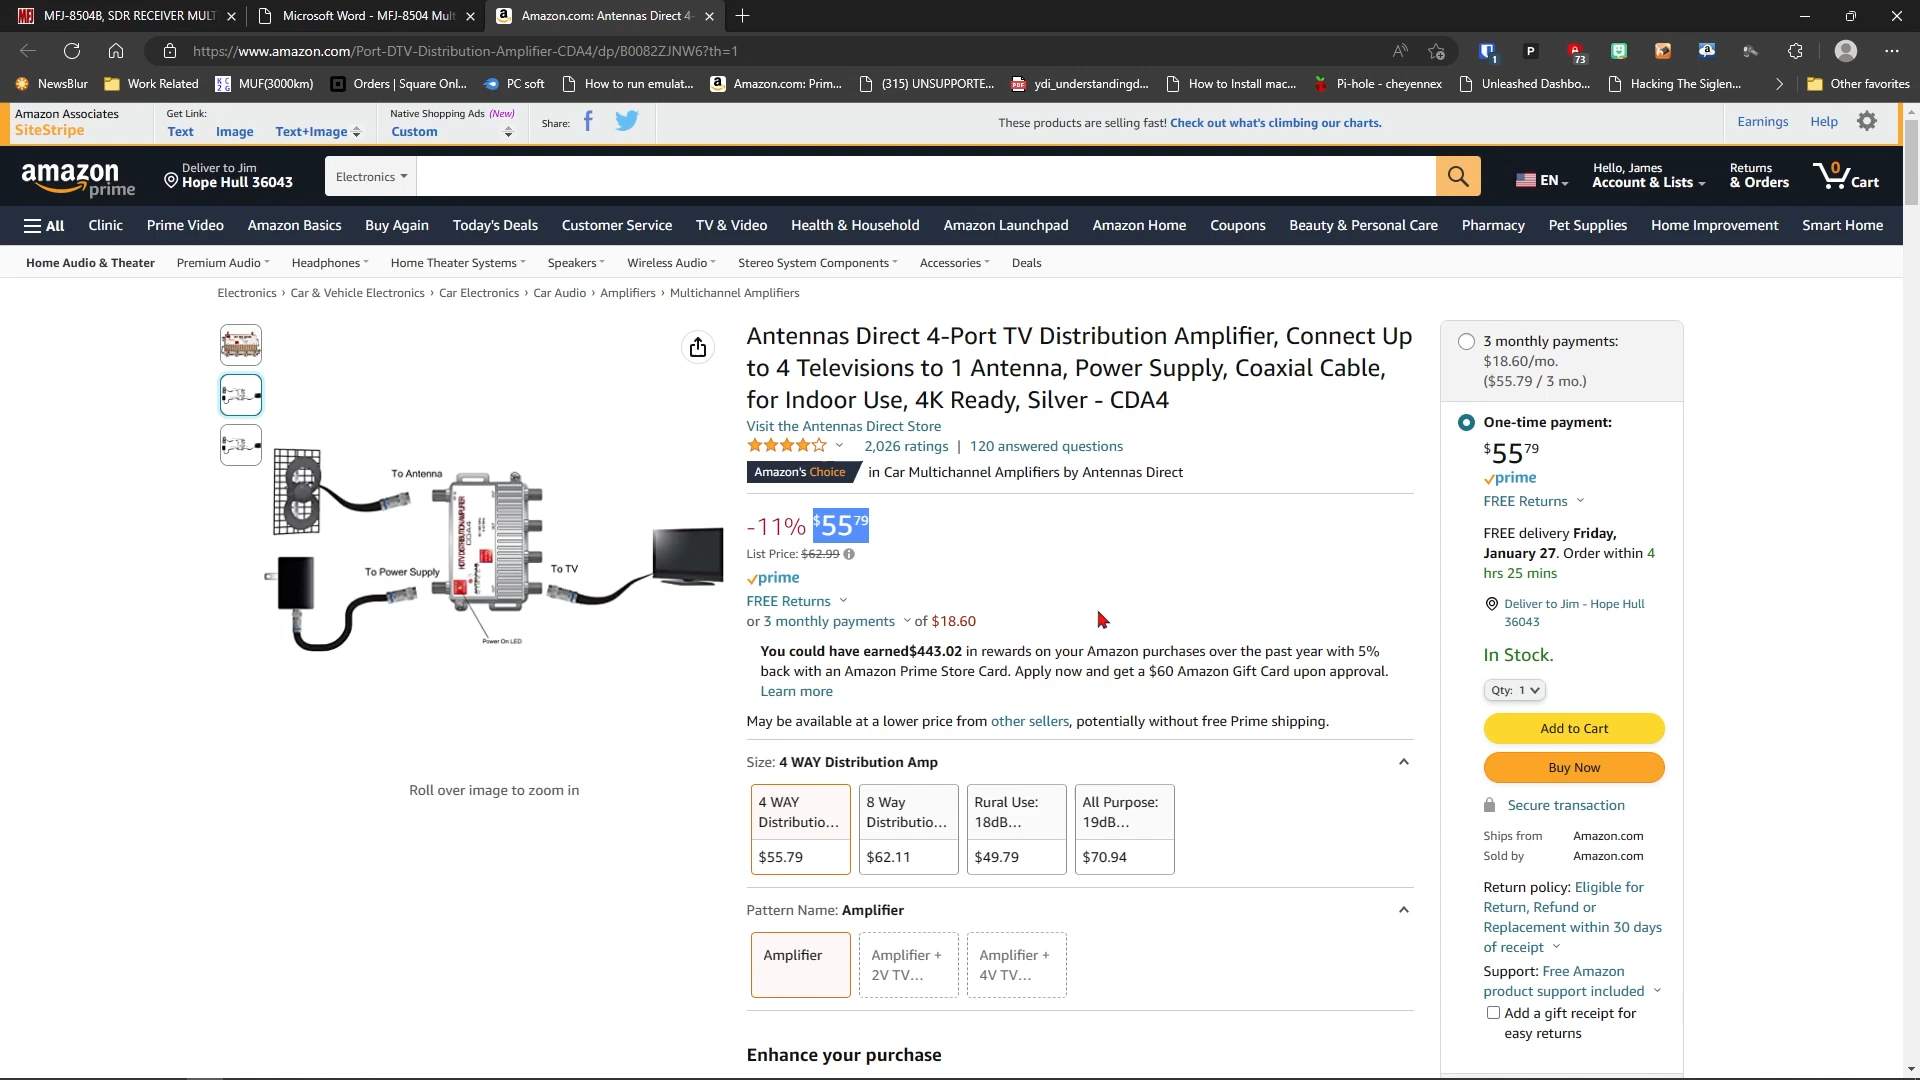 MFJ-8504B, SDR RECEIVER MULT
Microsoft Word - MFJ-8504 Mult
Amazon.com: Antennas Direct 4-
https://www.amazon.com/Port-DTV-Distribution-Amplifier-CDA4/dp/B0082ZJNW6?th=1
1
73
NewsBlur
Work Related
MUF(3000km)
Orders | Square Onl...
PC soft
How to run emulat...
Amazon.com: Prim...
(315) UNSUPPORTE...
ydi_understandingd...
How to Install mac...
Pi-hole - cheyennex
Unleashed Dashbo...
Hacking The Siglen...
Other favorites
Amazon Associates
SiteStripe
Get Link:
Text Image Text+Image
Native Shopping Ads (New)
Custom
Share:
These products are selling fast! Check out what's climbing our charts.
Earnings Help
amazon
prime
Deliver to Jim
Hope Hull 36043
Electronics
EN
Hello, James
Account & Lists
Returns
& Orders
0
Cart
All Clinic Prime Video Amazon Basics Buy Again Today's Deals Customer Service TV & Video Health & Household Amazon Launchpad Amazon Home Coupons Beauty & Personal Care Pharmacy Pet Supplies Home Improvement Smart Home
Home Audio & Theater Premium Audio Headphones Home Theater Systems Speakers Wireless Audio Stereo System Components Accessories Deals
Electronics › Car & Vehicle Electronics › Car Electronics › Car Audio › Amplifiers › Multichannel Amplifiers
To Antenna
To Power Supply
To TV
HDTV DISTRIBUTION AMPLIFIER
CDA4
Power On LED
Roll over image to zoom in
Antennas Direct 4-Port TV Distribution Amplifier, Connect Up
to 4 Televisions to 1 Antenna, Power Supply, Coaxial Cable,
for Indoor Use, 4K Ready, Silver - CDA4
Visit the Antennas Direct Store
2,026 ratings | 120 answered questions
Amazon's Choice in Car Multichannel Amplifiers by Antennas Direct
-11% $55 79
List Price: $62.99
prime
FREE Returns
or 3 monthly payments of $18.60
You could have earned$443.02 in rewards on your Amazon purchases over the past year with 5%
back with an Amazon Prime Store Card. Apply now and get a $60 Amazon Gift Card upon approval.
Learn more
May be available at a lower price from other sellers, potentially without free Prime shipping.
Size: 4 WAY Distribution Amp
4 WAY
Distributio...
$55.79
8 Way
Distributio...
$62.11
Rural Use:
18dB...
$49.79
All Purpose:
19dB...
$70.94
Pattern Name: Amplifier
Amplifier
Amplifier +
2V TV...
Amplifier +
4V TV...
Enhance your purchase
3 monthly payments:
$18.60/mo.
($55.79 / 3 mo.)
One-time payment:
$55 79
prime
FREE Returns
FREE delivery Friday,
January 27. Order within 4
hrs 25 mins
Deliver to Jim - Hope Hull
36043
In Stock.
Qty: 1
Add to Cart
Buy Now
Secure transaction
Ships from Amazon.com
Sold by Amazon.com
Return policy: Eligible for
Return, Refund or
Replacement within 30 days
of receipt
Support: Free Amazon
product support included
Add a gift receipt for
easy returns